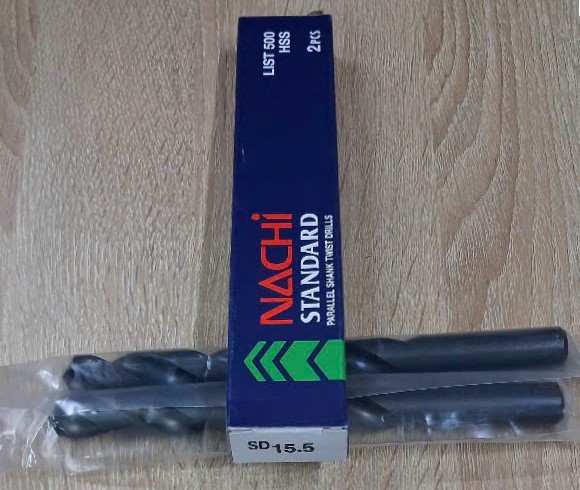 LIST 500
HSS
2PCS
NACHi
STANDARD
PARALLEL SHANK TWIST DRILLS
SD 15.5